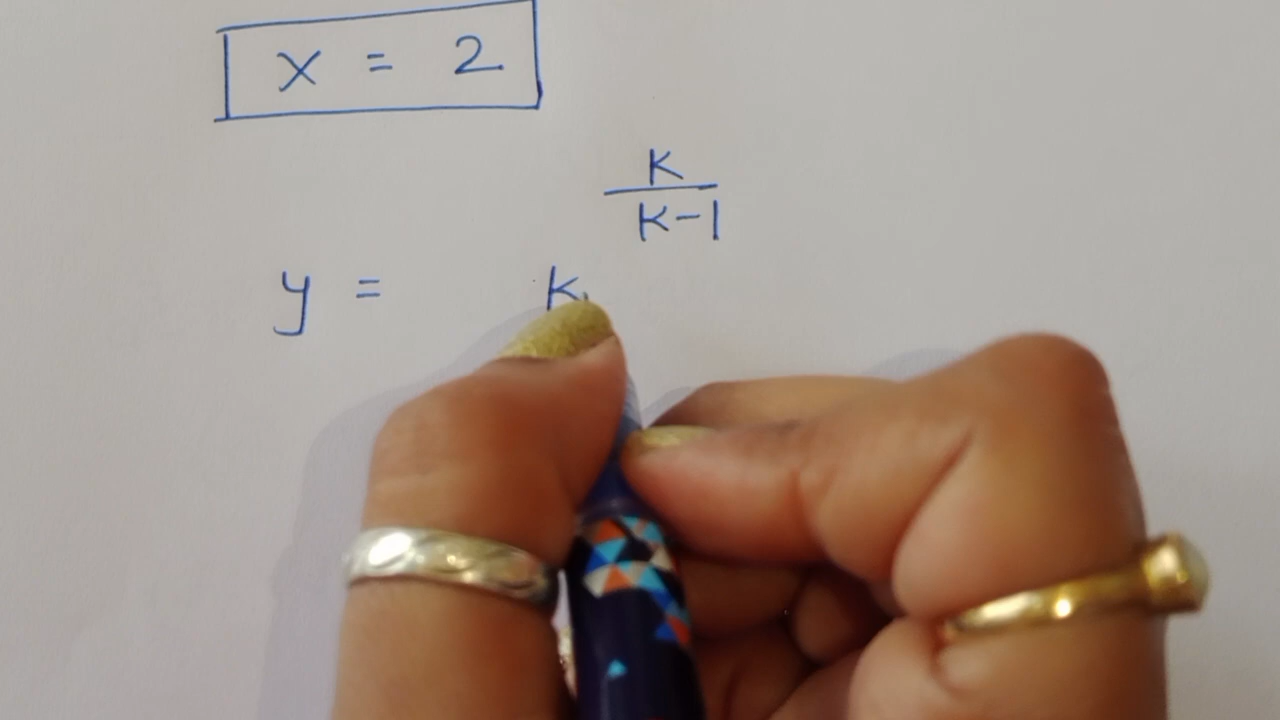 x = 2
K
K-1
y = K